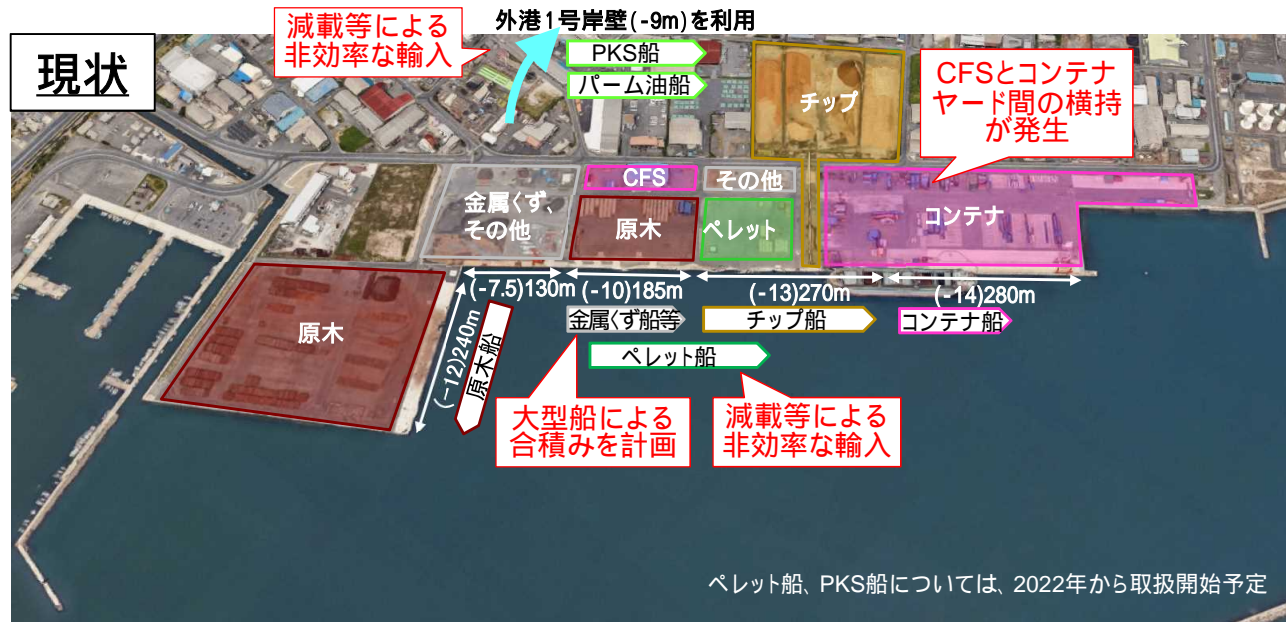 外港1号岸壁(-9m)を利用
減載等による
非効率な輸入
現状
PKS船
パーム油船
チップ
CFSとコンテナ
ヤード間の横持
が発生
CFS
その他
金属くず、
その他
原木
ペレット
コンテナ
原木
(-7.5)130m
(-10)185m
(-13)270m
(-14)280m
(-12)240m
原木船
金属くず船等
チップ船
コンテナ船
ペレット船
大型船による
合積みを計画
減載等による
非効率な輸入
ペレット船、PKS船については、2022年から取扱開始予定